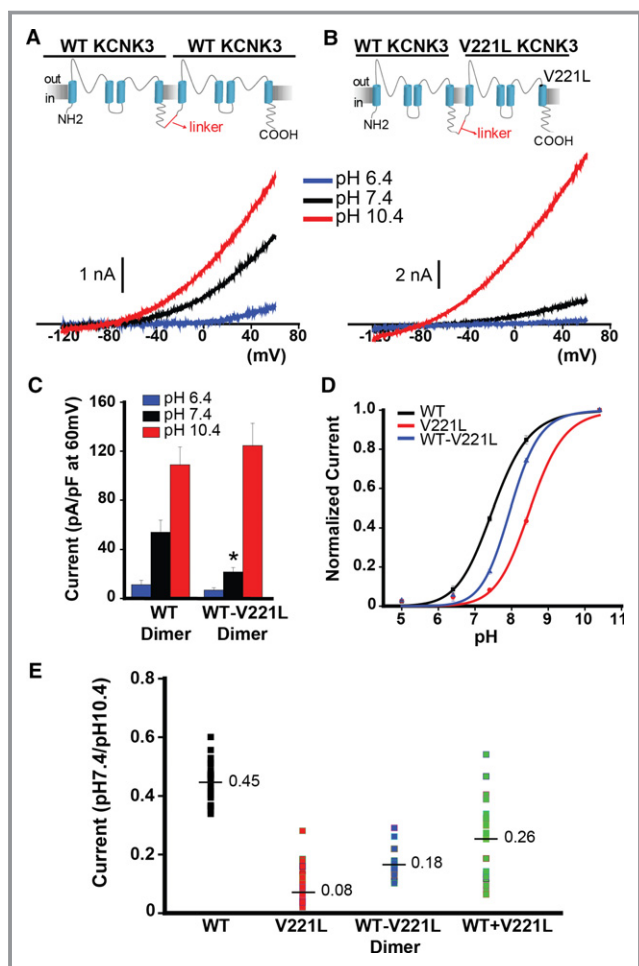 A
WT KCNK3 WT KCNK3
out
in
NH2
linker
COOH
B
WT KCNK3 V221L KCNK3
V221L
NH2
linker
COOH
pH 6.4
pH 7.4
pH 10.4
1 nA
-120 -80 -40 0 40 80
(mV)
2 nA
-120 -80 -40 0 40 80
(mV)
C
pH 6.4
pH 7.4
pH 10.4
Current (pA/pF at 60mV)
160
120
80
40
0
*
WT
Dimer
WT-V221L
Dimer
D
WT
V221L
WT-V221L
Normalized Current
1.0
0.8
0.6
0.4
0.2
0.0
5 6 7 8 9 10 11
pH
E
Current (pH7.4/pH10.4)
0.8
0.6
0.4
0.2
0
0.45
0.08
0.18
0.26
WT V221L WT-V221L WT+V221L
Dimer